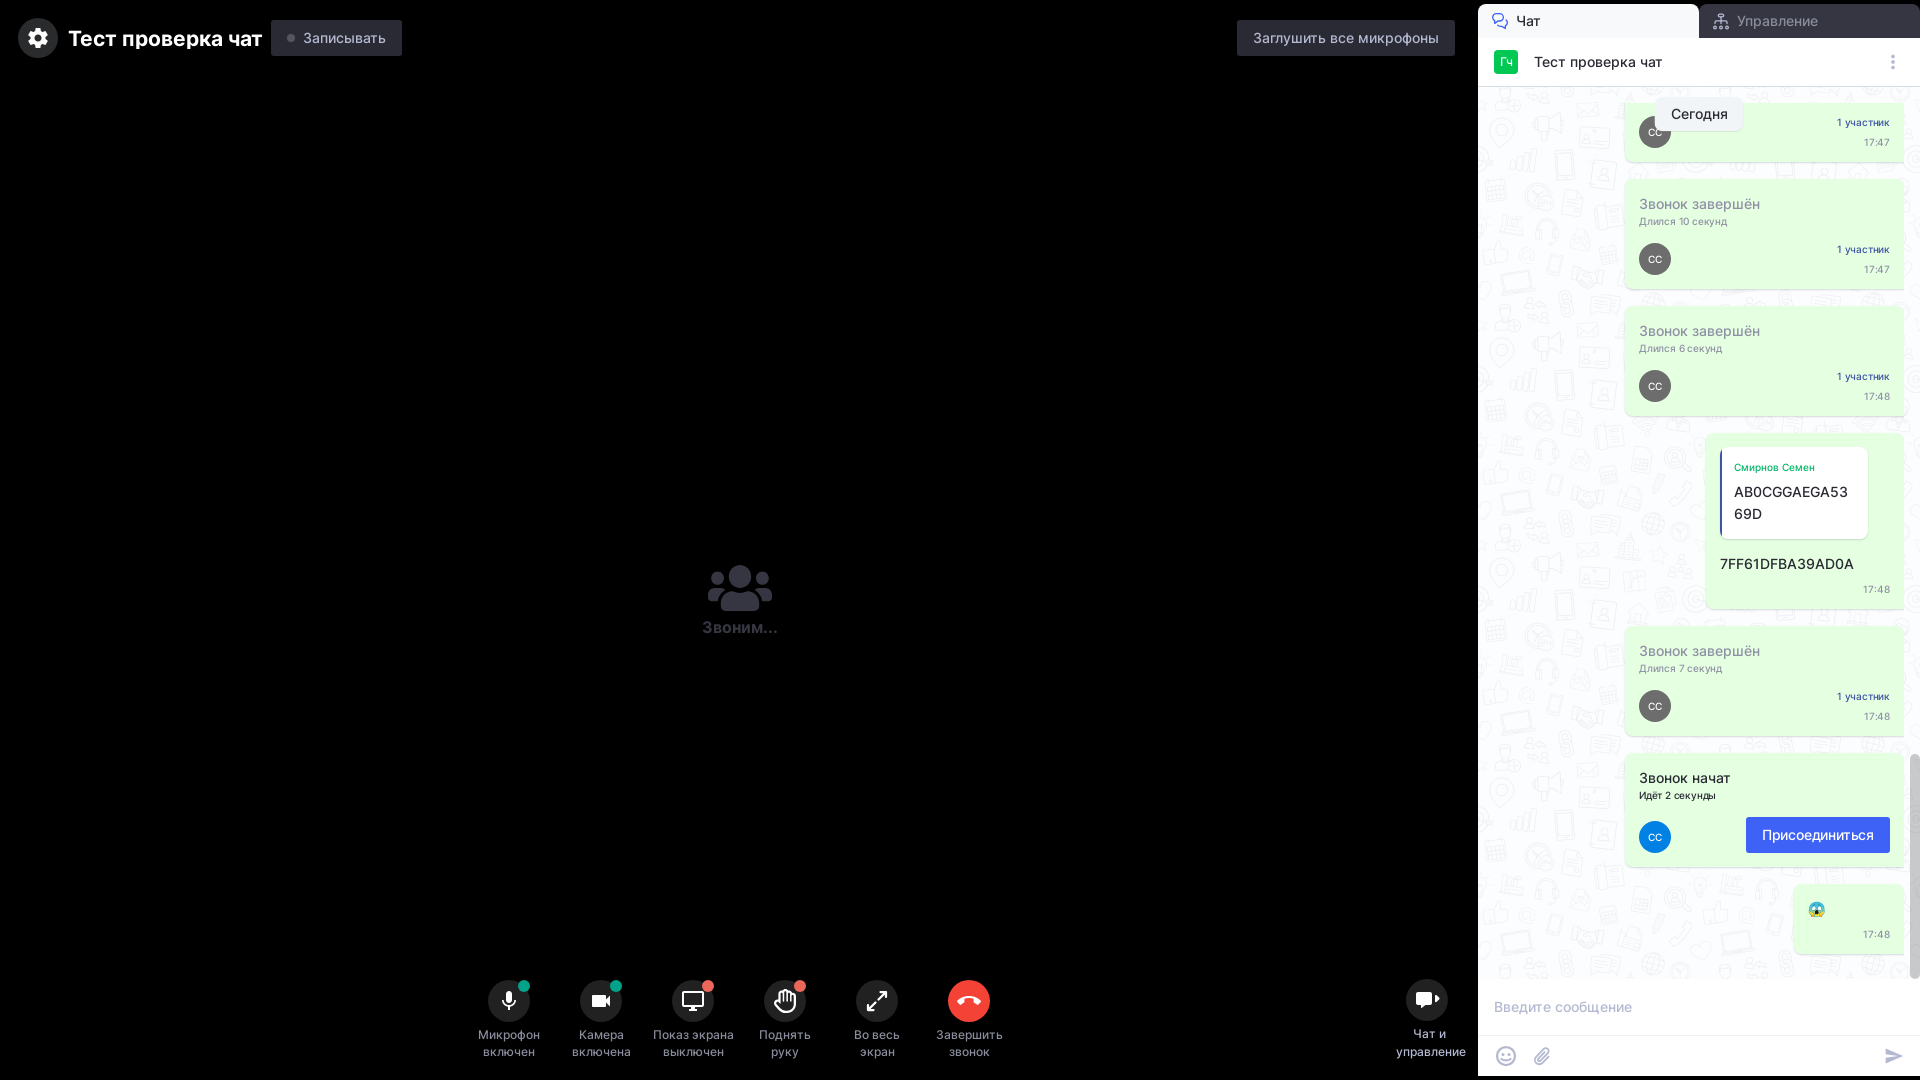 Тест проверка чат
Записывать
Заглушить все микрофоны
Звоним...
Микрофон
включен
Камера
включена
Показ экрана
выключен
Поднять
руку
Во весь
экран
Завершить
звонок
Чат и
управление
Чат
Управление
Гч
Тест проверка чат
Сегодня
СС
1 участник
17:47
Звонок завершён
Длился 10 секунд
СС
1 участник
17:47
Звонок завершён
Длился 6 секунд
СС
1 участник
17:48
Смирнов Семен
AB0CGGAEGA53
69D
7FF61DFBA39AD0A
17:48
Звонок завершён
Длился 7 секунд
СС
1 участник
17:48
Звонок начат
Идёт 2 секунды
СС
Присоединиться
😱
17:48
Введите сообщение